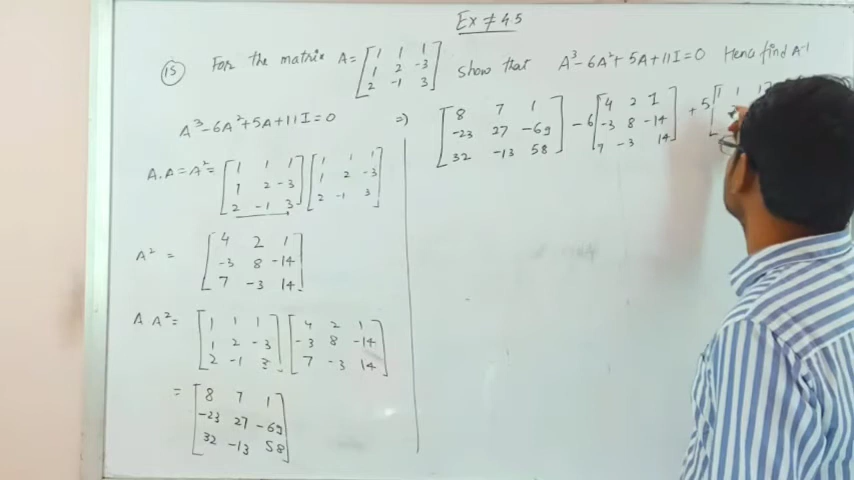 Ex ≠ 4.5
(15) For the matrix A = [1 1 1; 1 2 -3; 2 -1 3] show that A³-6A²+5A+11I=0 Hence find A-1
A³-6A²+5A+11I=0
A.A = A² = [1 1 1; 1 2 -3; 2 -1 3] [1 1 1; 1 2 -3; 2 -1 3]
A² = [4 2 1; -3 8 -14; 7 -3 14]
A A² = [1 1 1; 1 2 -3; 2 -1 3] [4 2 1; -3 8 -14; 7 -3 14]
= [8 7 1; -23 27 -69; 32 -13 58]
=> [8 7 1; -23 27 -69; 32 -13 58] -6 [4 2 1; -3 8 -14; 7 -3 14] + 5 [1 1 1